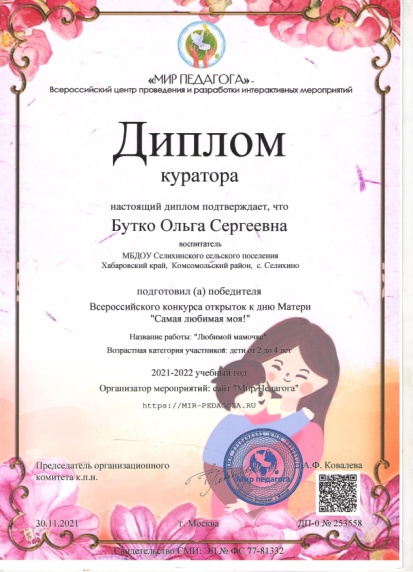 «МИР ПЕДАГОГА» -
Всероссийский центр проведения и разработки интерактивных мероприятий
Диплом
куратора
настоящий диплом подтверждает, что
Бутко Ольга Сергеевна
воспитатель
МБДОУ Селихинского сельского поселения
Хабаровский край, Комсомольский район, с. Селихино
подготовил (а) победителя
Всероссийского конкурса открыток к дню Матери
"Самая любимая моя!"
Название работы: "Любимой мамочке"
Возрастная категория участников: дети от 2 до 4 лет
2021-2022 учебный год
Организатор мероприятий: сайт "Мир Педагога"
https://MIR-PEDAGOGA.RU
Председатель организационного
комитета к.п.н.
А.Ф. Ковалева
Мир педагога
30.11.2021
г. Москва
ДП-0 № 253558
Свидетельство СМИ: ЭЛ № ФС 77-81332